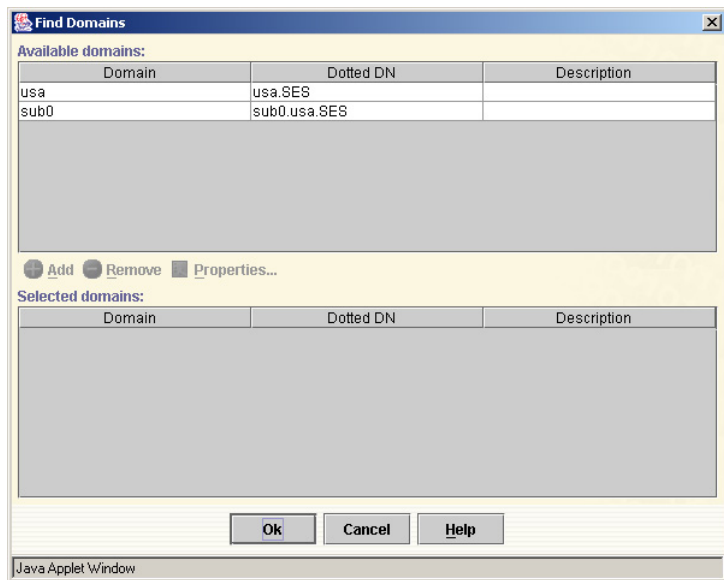 Find Domains
Available domains:
Domain Dotted DN Description
usa usa.SES
sub0 sub0.usa.SES
Add Remove Properties...
Selected domains:
Domain Dotted DN Description
Ok Cancel Help
Java Applet Window